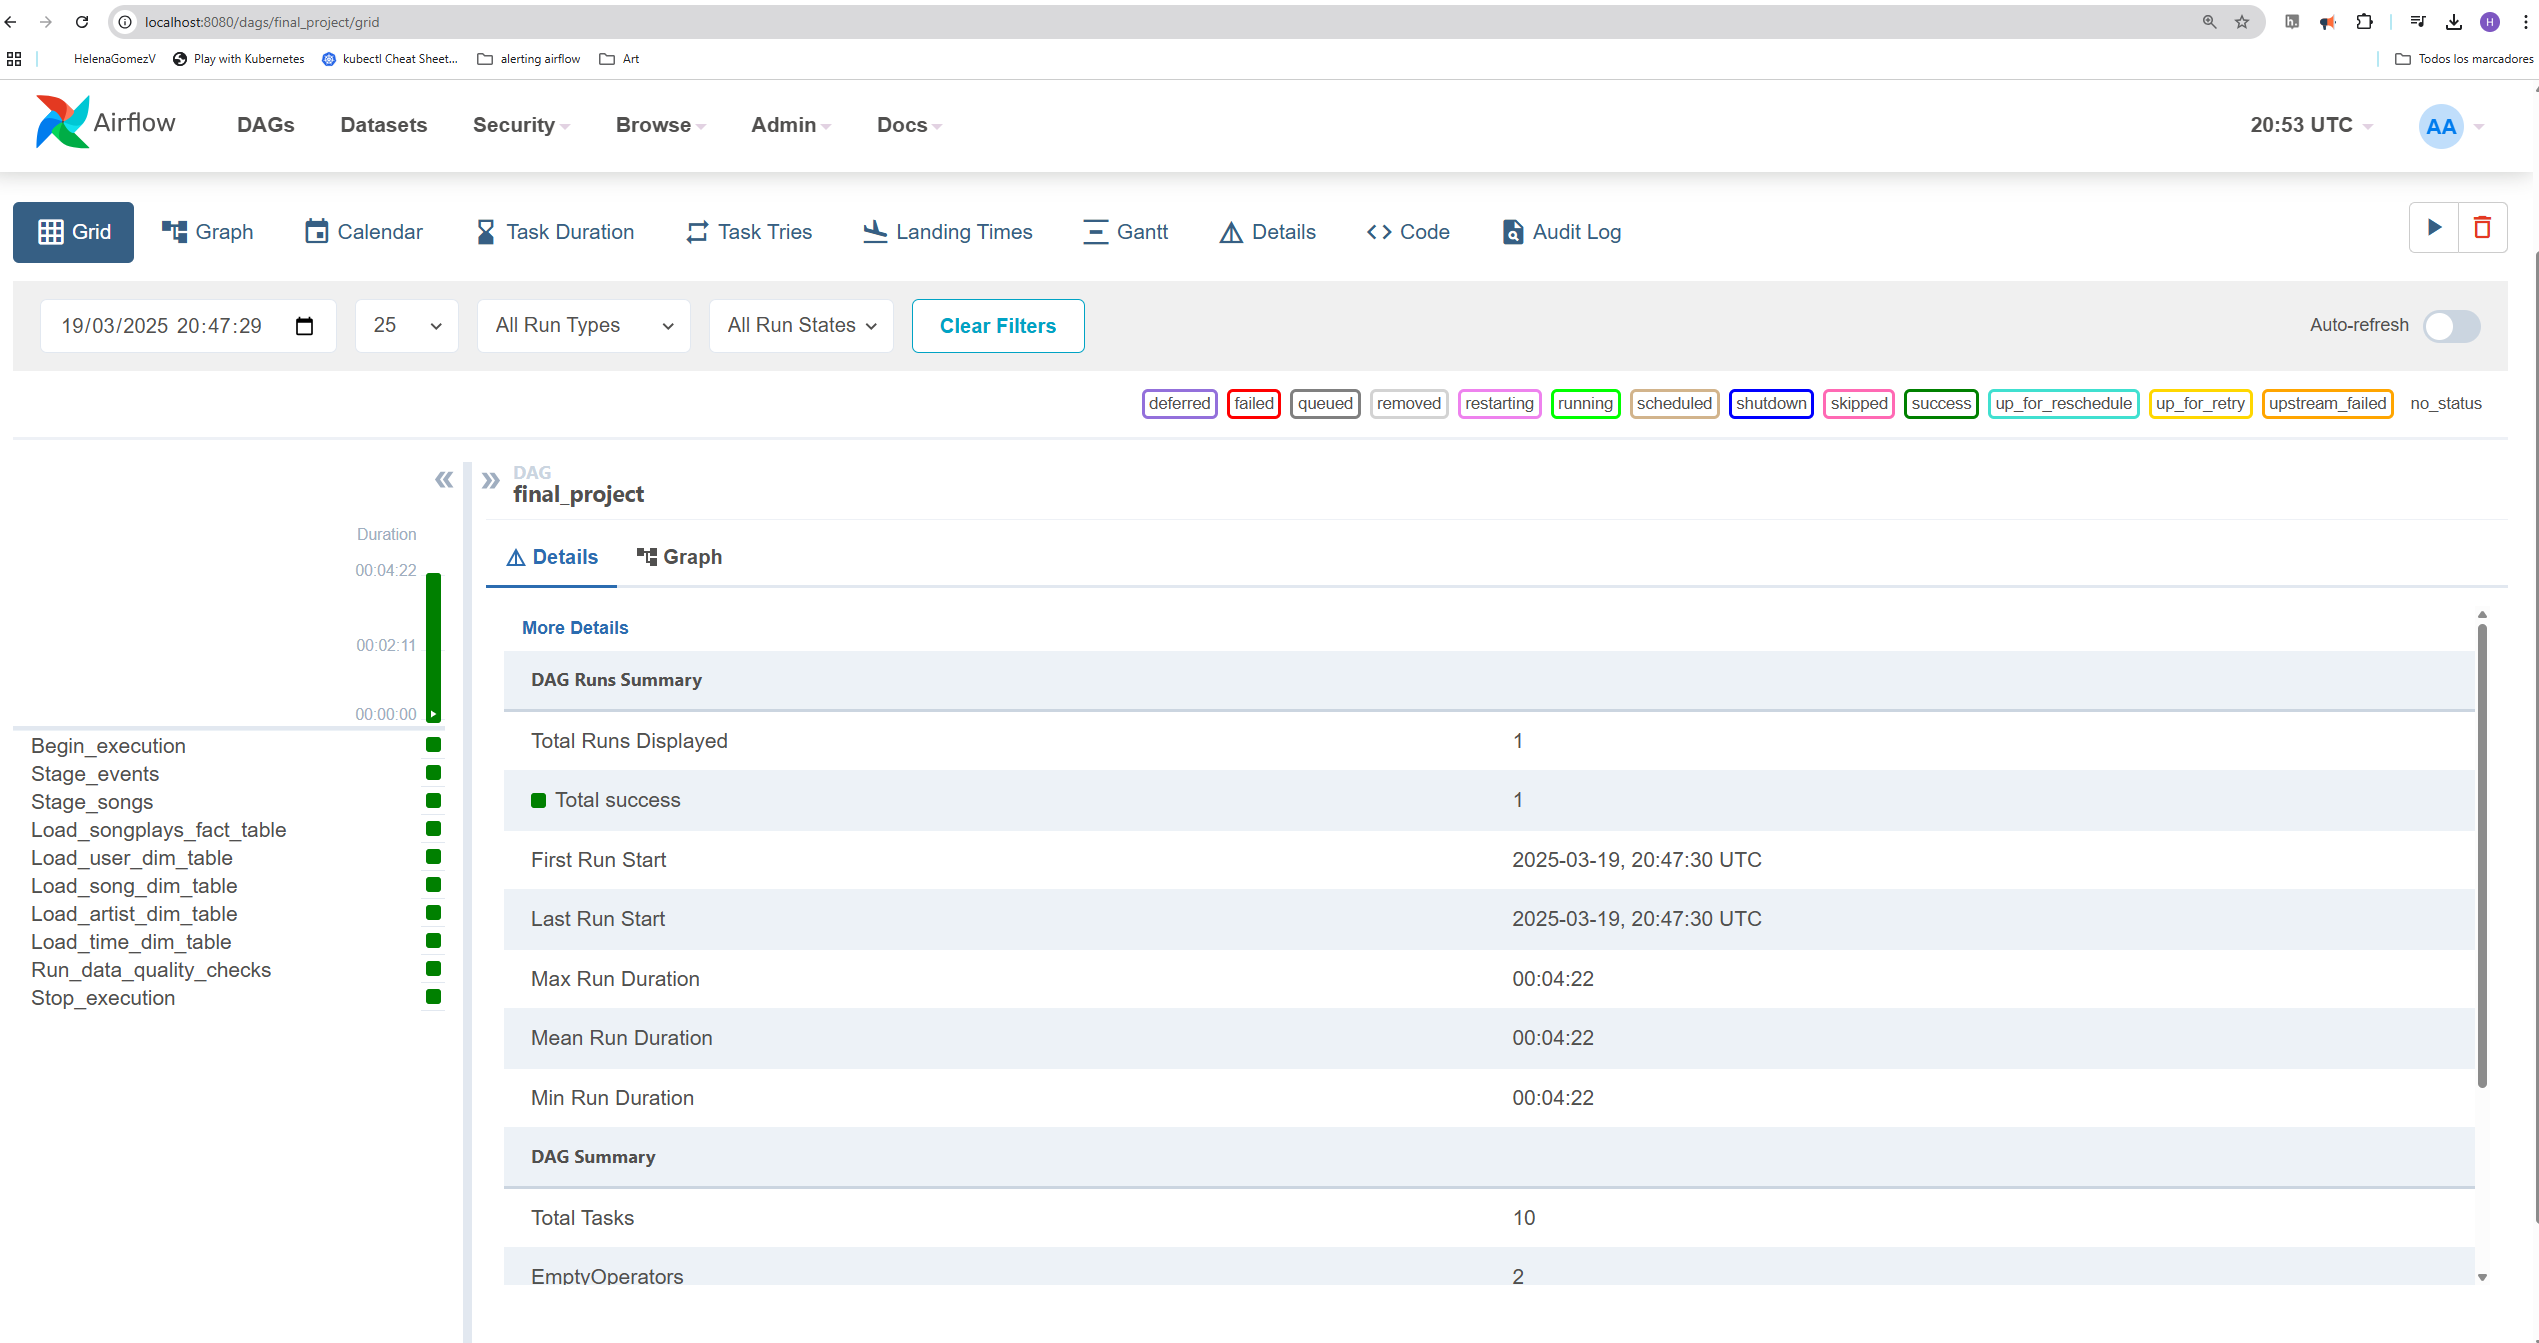 localhost:8080/dags/final_project/grid
H
HelenaGomezV Play with Kubernetes kubectl Cheat Sheet... alerting airflow Art Todos los marcadores
Airflow DAGs Datasets Security Browse Admin Docs 20:53 UTC AA
Grid Graph Calendar Task Duration Task Tries Landing Times Gantt Details Code Audit Log
19/03/2025 20:47:29 25 All Run Types All Run States Clear Filters Auto-refresh
deferred failed queued removed restarting running scheduled shutdown skipped success up_for_reschedule up_for_retry upstream_failed no_status
DAG
final_project
Duration
00:04:22
00:02:11
00:00:00
Begin_execution
Stage_events
Stage_songs
Load_songplays_fact_table
Load_user_dim_table
Load_song_dim_table
Load_artist_dim_table
Load_time_dim_table
Run_data_quality_checks
Stop_execution
Details Graph
More Details
DAG Runs Summary
Total Runs Displayed 1
Total success 1
First Run Start 2025-03-19, 20:47:30 UTC
Last Run Start 2025-03-19, 20:47:30 UTC
Max Run Duration 00:04:22
Mean Run Duration 00:04:22
Min Run Duration 00:04:22
DAG Summary
Total Tasks 10
EmptyOperators 2